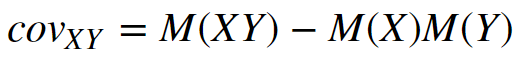 cov_{XY} = M(XY) − M(X)M(Y)